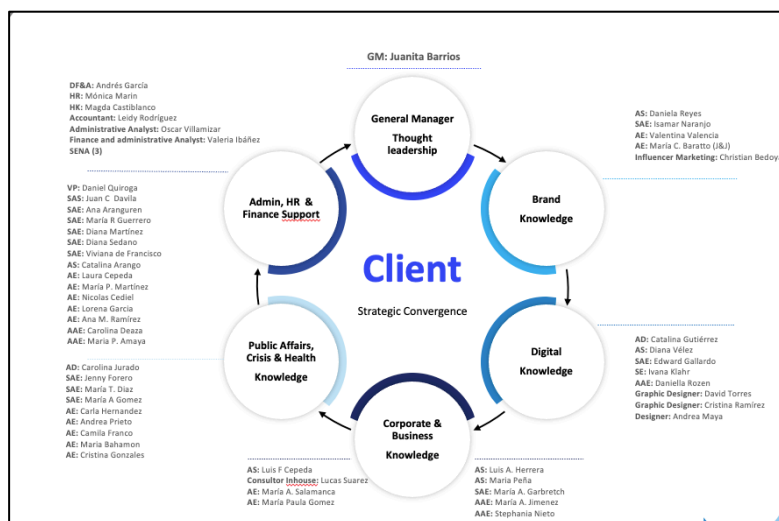 GM: Juanita Barrios
DF&A: Andrés García
HR: Mónica Marin
HK: Magda Castiblanco
Accountant: Leidy Rodríguez
Administrative Analyst: Oscar Villamizar
Finance and administrative Analyst: Valeria Ibáñez
SENA (3)
General Manager
Thought
leadership
AS: Daniela Reyes
SAE: Isamar Naranjo
AE: Valentina Valencia
AE: María C. Baratto (J&J)
Influencer Marketing: Christian Bedoy
VP: Daniel Quiroga
SAS: Juan C Davila
SAE: Ana Aranguren
SAE: María R Guerrero
SAE: Diana Martínez
SAE: Diana Sedano
SAE: Viviana de Francisco
AS: Catalina Arango
AE: Laura Cepeda
AE: María P. Martínez
AE: Nicolas Cediel
AE: Lorena Garcia
AE: Ana M. Ramírez
AAE: Carolina Deaza
AAE: Maria P. Amaya
Admin, HR &
Finance Support
Brand
Knowledge
Client
Strategic Convergence
Public Affairs,
Crisis & Health
Knowledge
Digital
Knowledge
AD: Catalina Gutiérrez
AS: Diana Vélez
SAE: Edward Gallardo
SE: Ivana Klahr
AAE: Daniella Rozen
Graphic Designer: David Torres
Graphic Designer: Cristina Ramírez
Designer: Andrea Maya
AD: Carolina Jurado
SAE: Jenny Forero
SAE: María T. Diaz
SAE: María A Gomez
AE: Carla Hernandez
AE: Andrea Prieto
AE: Camila Franco
AE: Maria Bahamon
AE: Cristina Gonzales
Corporate &
Business
Knowledge
AS: Luis F Cepeda
Consultor Inhouse: Lucas Suarez
AE: María A. Salamanca
AE: María Paula Gomez
AS: Luis A. Herrera
AS: Maria Peña
SAE: María A. Garbretch
AAE: María A. Jimenez
AAE: Stephania Nieto